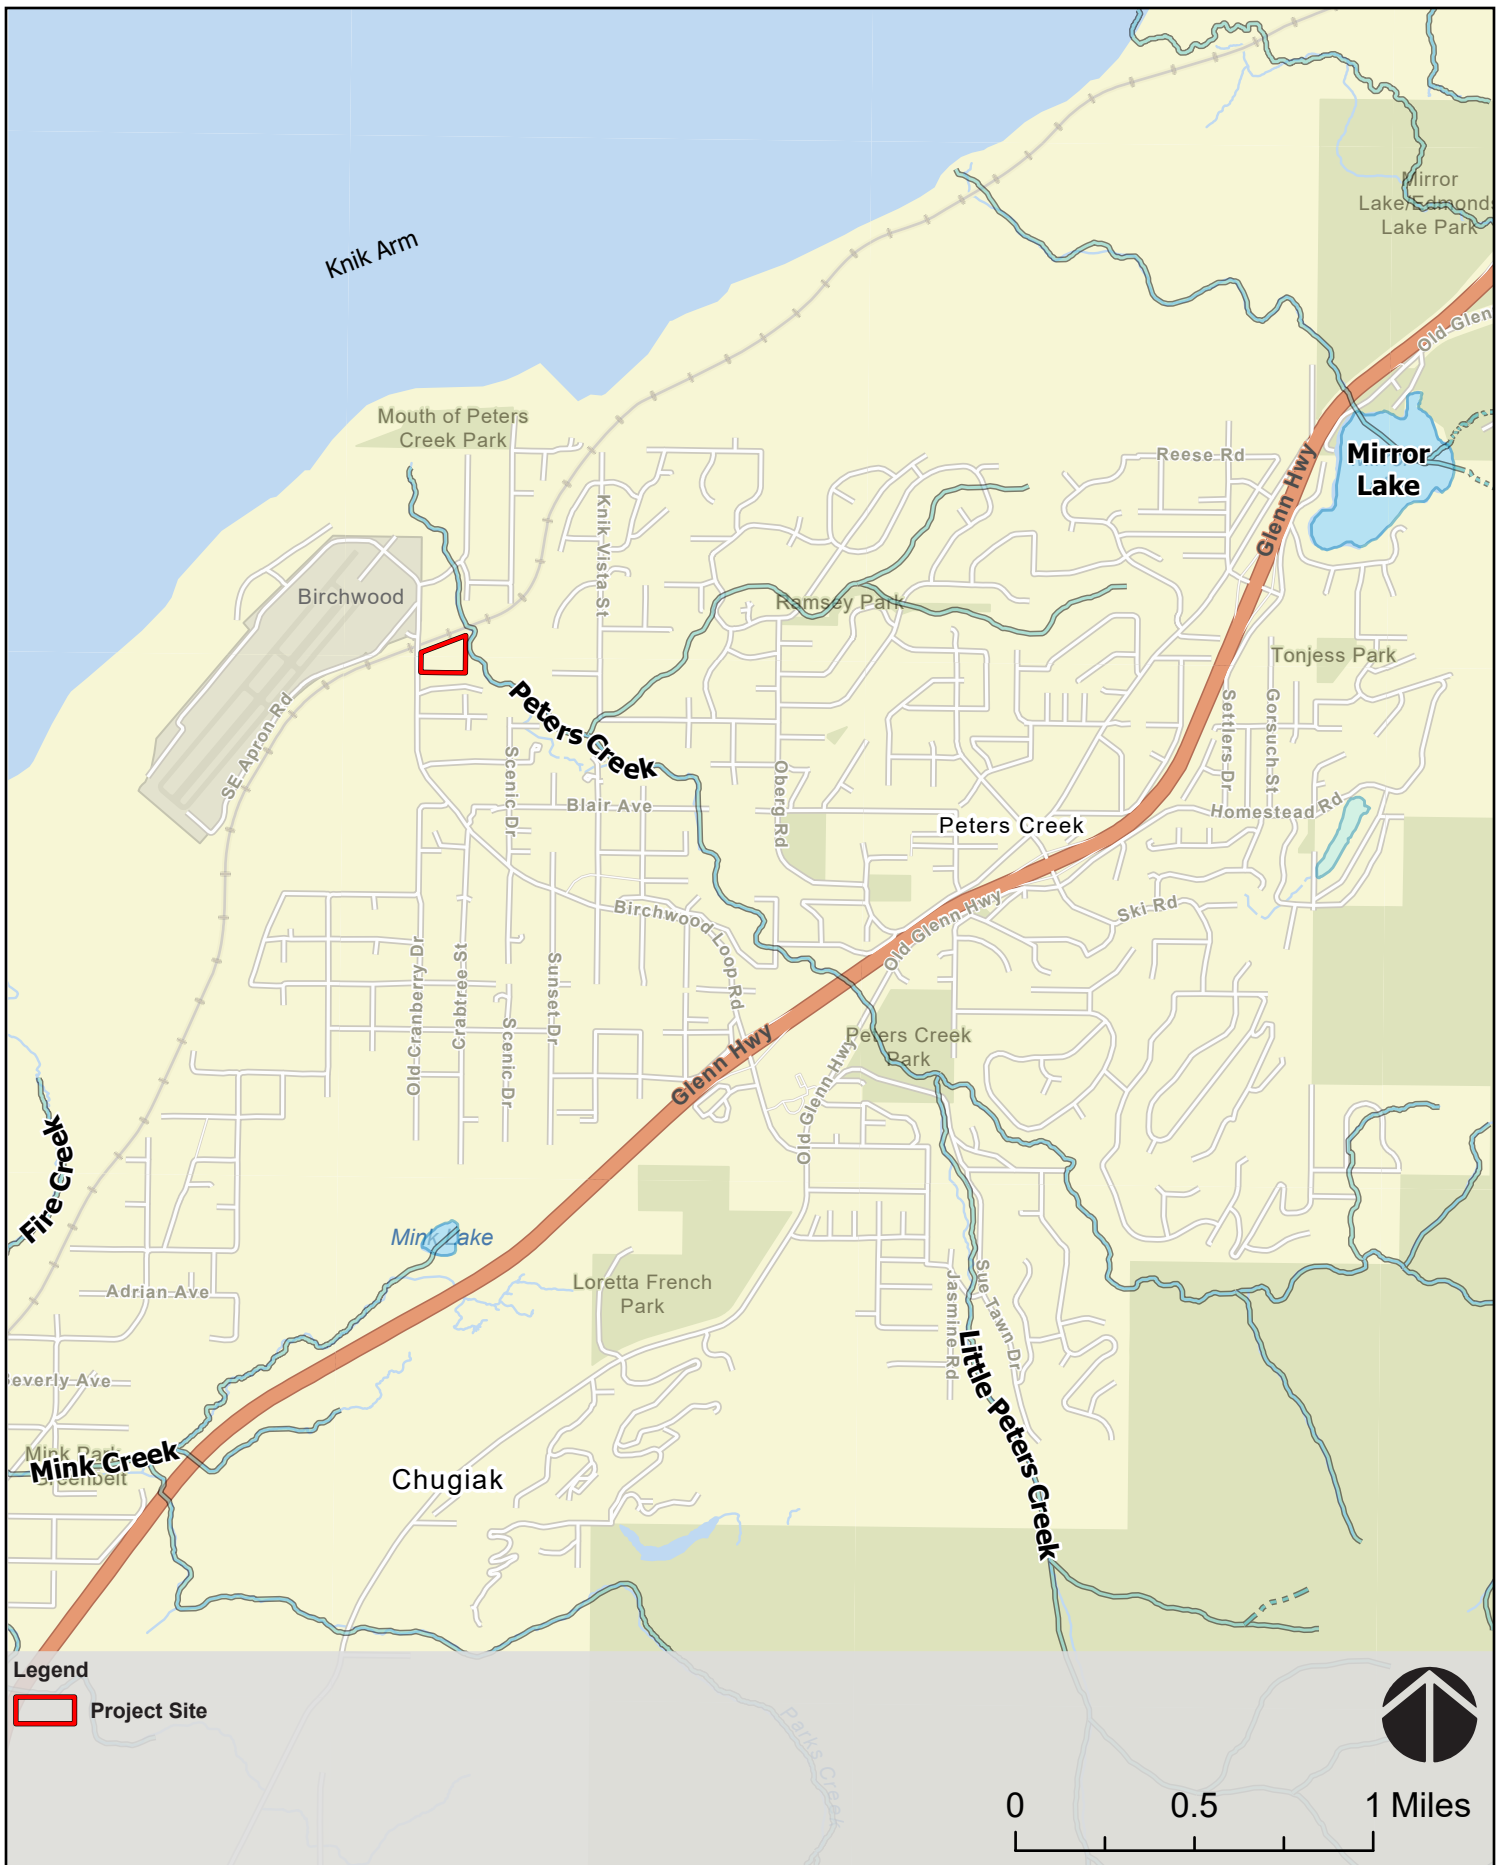 Knik Arm
Mirror
Lake/Edmonds
Lake Park
Old Glen
Mouth of Peters
Creek Park
Reese Rd
Mirror
Lake
Glenn Hwy
Knik Vista St
Birchwood
Ramsey Park
Tonjess Park
SE Apron Rd
Peters Creek
Settlers Dr
Gorsuch St
Scenic Dr
Blair Ave
Oberg Rd
Homestead Rd
Peters Creek
Birchwood Loop Rd
Old Glenn Hwy
Ski Rd
Old Cranberry Dr
Crabtree St
Sunset Dr
Scenic Dr
Glenn Hwy
Peters Creek
Park
Old Glenn Hwy
Fire Creek
Mink Lake
Adrian Ave
Loretta French
Park
Jasmine Rd
Sue Tawn Dr
Beverly Ave
Little Peters Creek
Mink Park
Greenbelt
Mink Creek
Chugiak
Legend
Project Site
Parks Creek
0 0.5 1 Miles